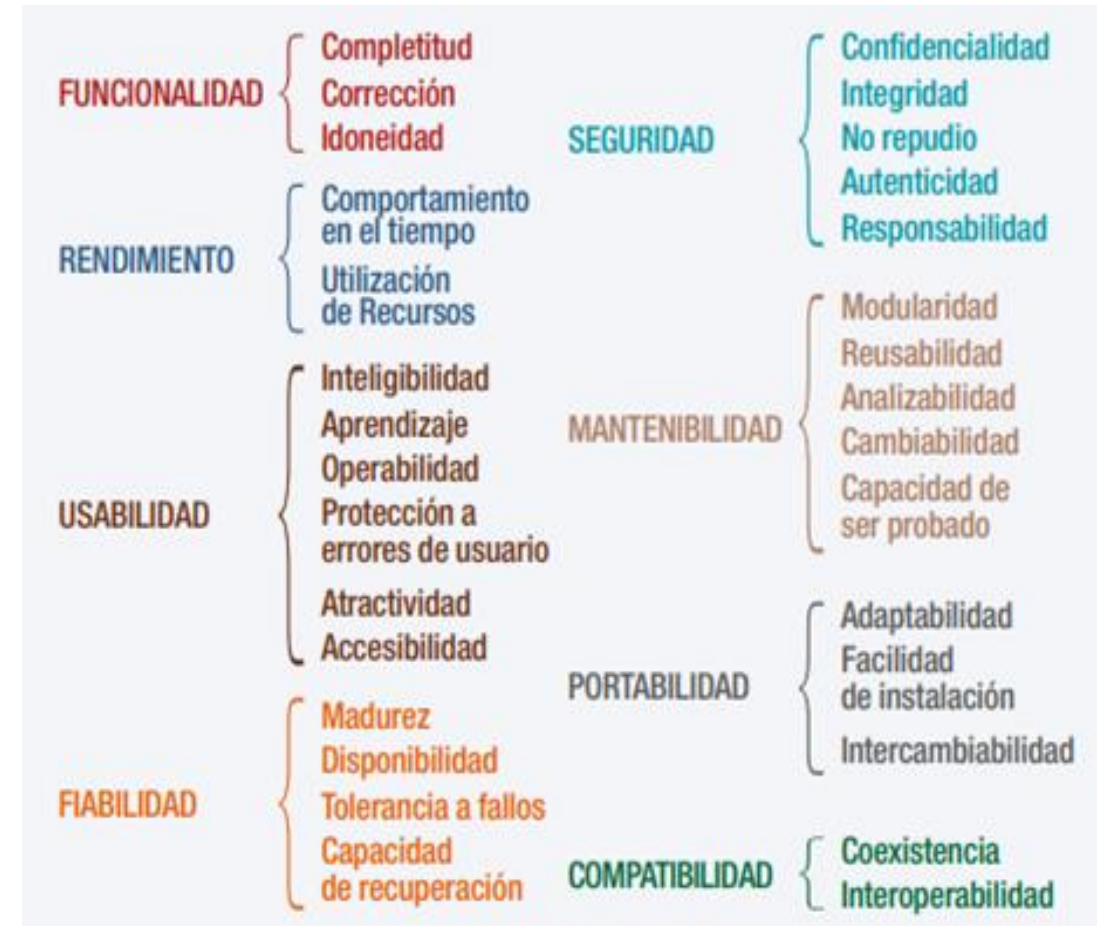 FUNCIONALIDAD
Completitud
Corrección
Idoneidad
RENDIMIENTO
Comportamiento
en el tiempo
Utilización
de Recursos
USABILIDAD
Inteligibilidad
Aprendizaje
Operabilidad
Protección a
errores de usuario
Atractividad
Accesibilidad
FIABILIDAD
Madurez
Disponibilidad
Tolerancia a fallos
Capacidad
de recuperación
SEGURIDAD
Confidencialidad
Integridad
No repudio
Autenticidad
Responsabilidad
MANTENIBILIDAD
Modularidad
Reusabilidad
Analizabilidad
Cambiabilidad
Capacidad de
ser probado
PORTABILIDAD
Adaptabilidad
Facilidad
de instalación
Intercambiabilidad
COMPATIBILIDAD
Coexistencia
Interoperabilidad